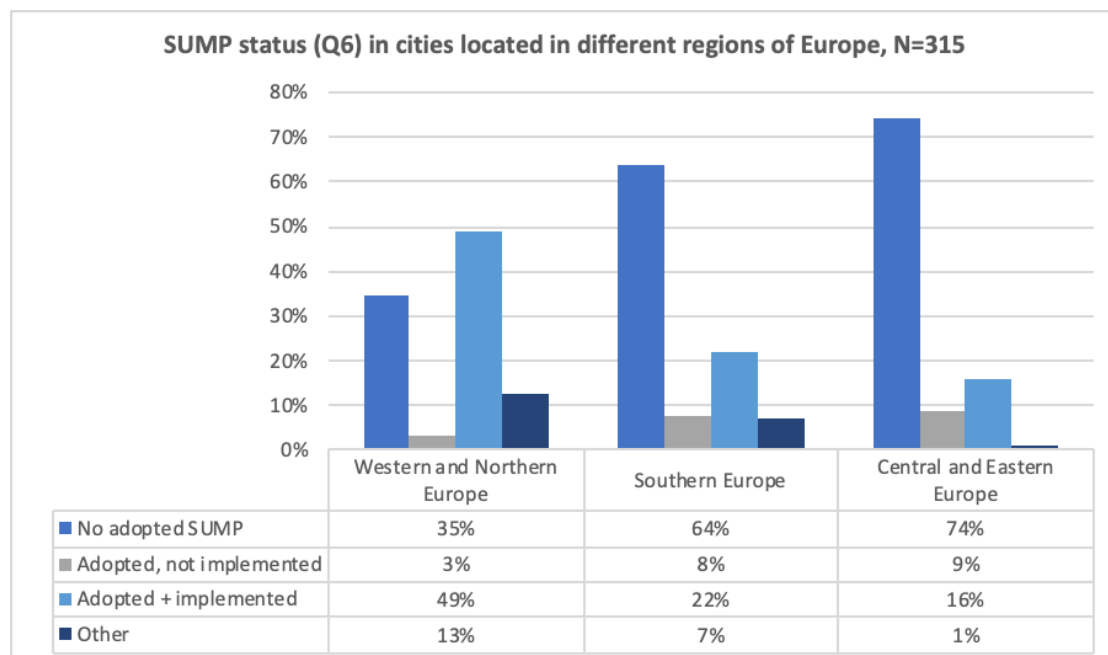 SUMP status (Q6) in cities located in different regions of Europe, N=315
80%
70%
60%
50%
40%
30%
20%
10%
0%
Western and Northern
Europe
Southern Europe
Central and Eastern
Europe
No adopted SUMP 35% 64% 74%
Adopted, not implemented 3% 8% 9%
Adopted + implemented 49% 22% 16%
Other 13% 7% 1%